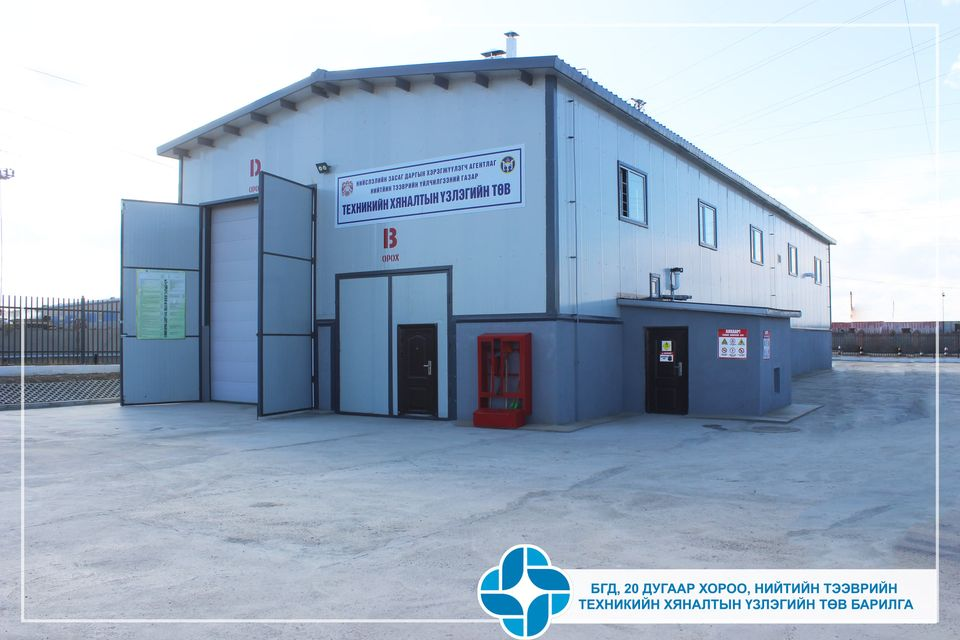 В
ОРОХ
НИЙСЛЭЛИЙН ЗАСАГ ДАРГЫН ХЭРЭГЖҮҮЛЭГЧ АГЕНТЛАГ
НИЙТИЙН ТЭЭВРИЙН ҮЙЛЧИЛГЭЭНИЙ ГАЗАР
ТЕХНИКИЙН ХЯНАЛТЫН ҮЗЛЭГИЙН ТӨВ
В
ОРОХ
АНХААР!
БГД, 20 ДУГААР ХОРОО, НИЙТИЙН ТЭЭВРИЙН
ТЕХНИКИЙН ХЯНАЛТЫН ҮЗЛЭГИЙН ТӨВ БАРИЛГА